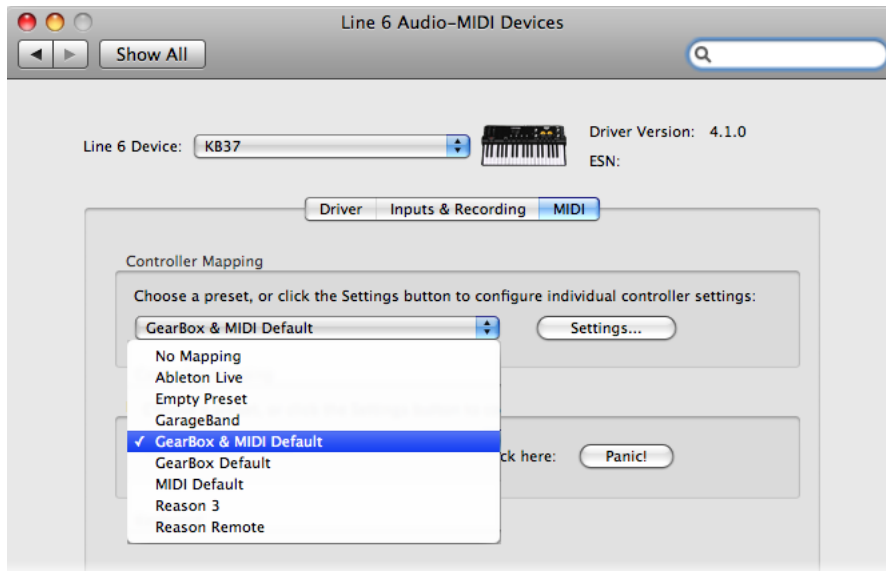 Line 6 Audio-MIDI Devices
Show All
Line 6 Device: KB37
Driver Version: 4.1.0
ESN:
Driver Inputs & Recording MIDI
Controller Mapping
Choose a preset, or click the Settings button to configure individual controller settings:
GearBox & MIDI Default Settings...
No Mapping
Ableton Live
Empty Preset
GarageBand
✓ GearBox & MIDI Default
GearBox Default
ck here: Panic!
MIDI Default
Reason 3
Reason Remote